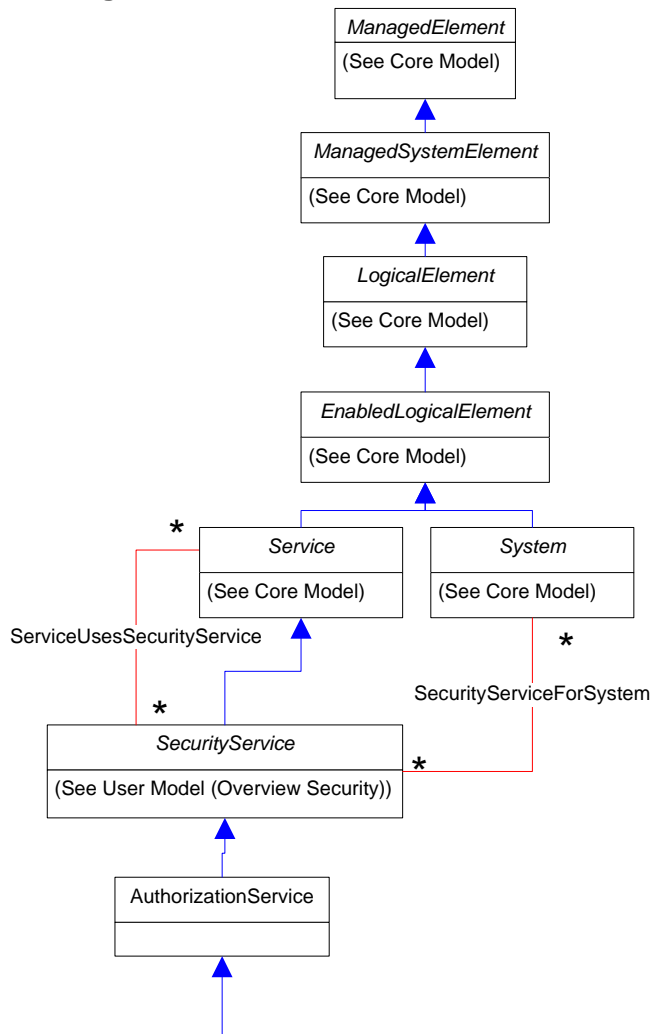 ManagedElement
(See Core Model)
ManagedSystemElement
(See Core Model)
LogicalElement
(See Core Model)
EnabledLogicalElement
(See Core Model)
*
Service
System
(See Core Model)
(See Core Model)
ServiceUsesSecurityService
*
SecurityServiceForSystem
*
SecurityService
*
(See User Model (Overview Security))
AuthorizationService